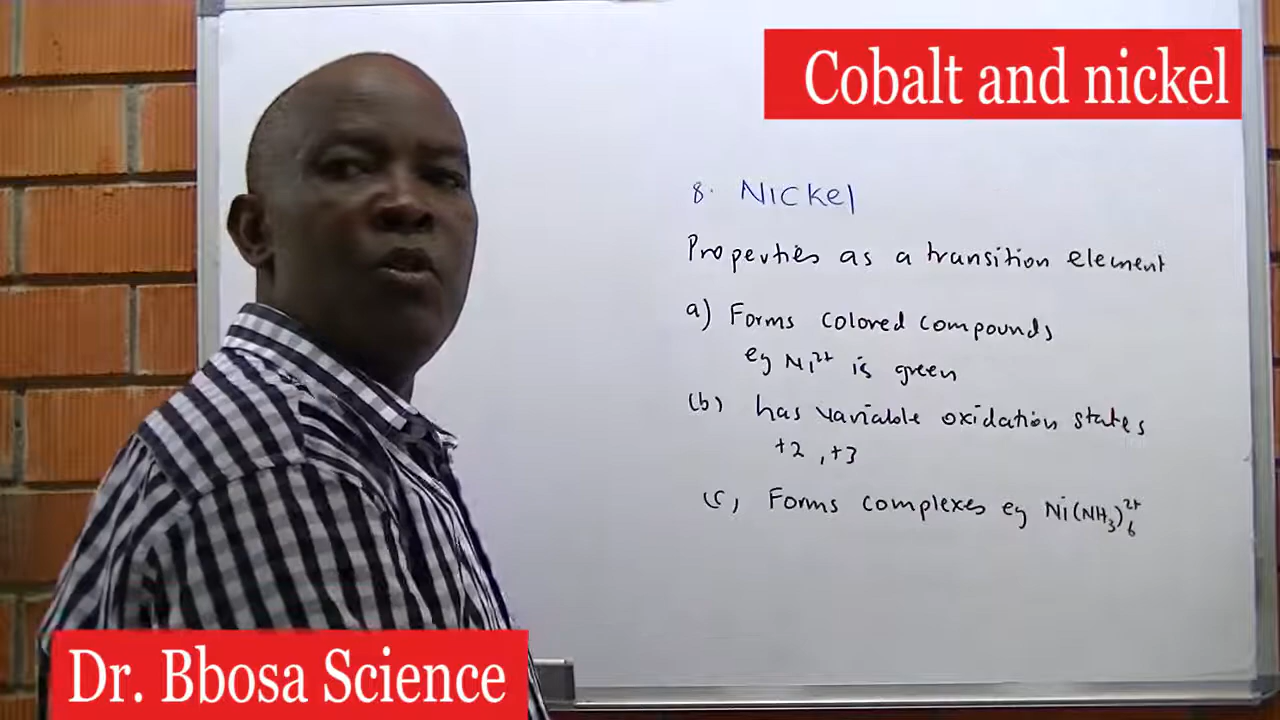 Cobalt and nickel
8. Nickel
Properties as a transition element
a) Forms colored compounds
eg Ni²⁺ is green
(b) has variable oxidation states
+2, +3
(c) Forms complexes eg Ni(NH₃)₆²⁺
Dr. Bbosa Science